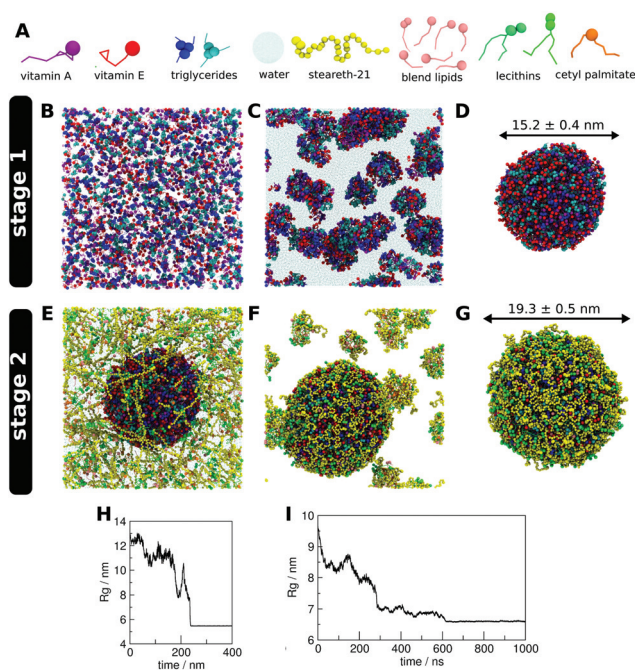 A
vitamin A
vitamin E
triglycerides
water
steareth-21
blend lipids
lecithins
cetyl palmitate
stage 1
B
C
D
15.2 ± 0.4 nm
stage 2
E
F
G
19.3 ± 0.5 nm
H
14
12
10
8
6
4
Rg / nm
0
200
400
time / nm
I
10
9
8
7
6
Rg / nm
0
200
400
600
800
1000
time / ns